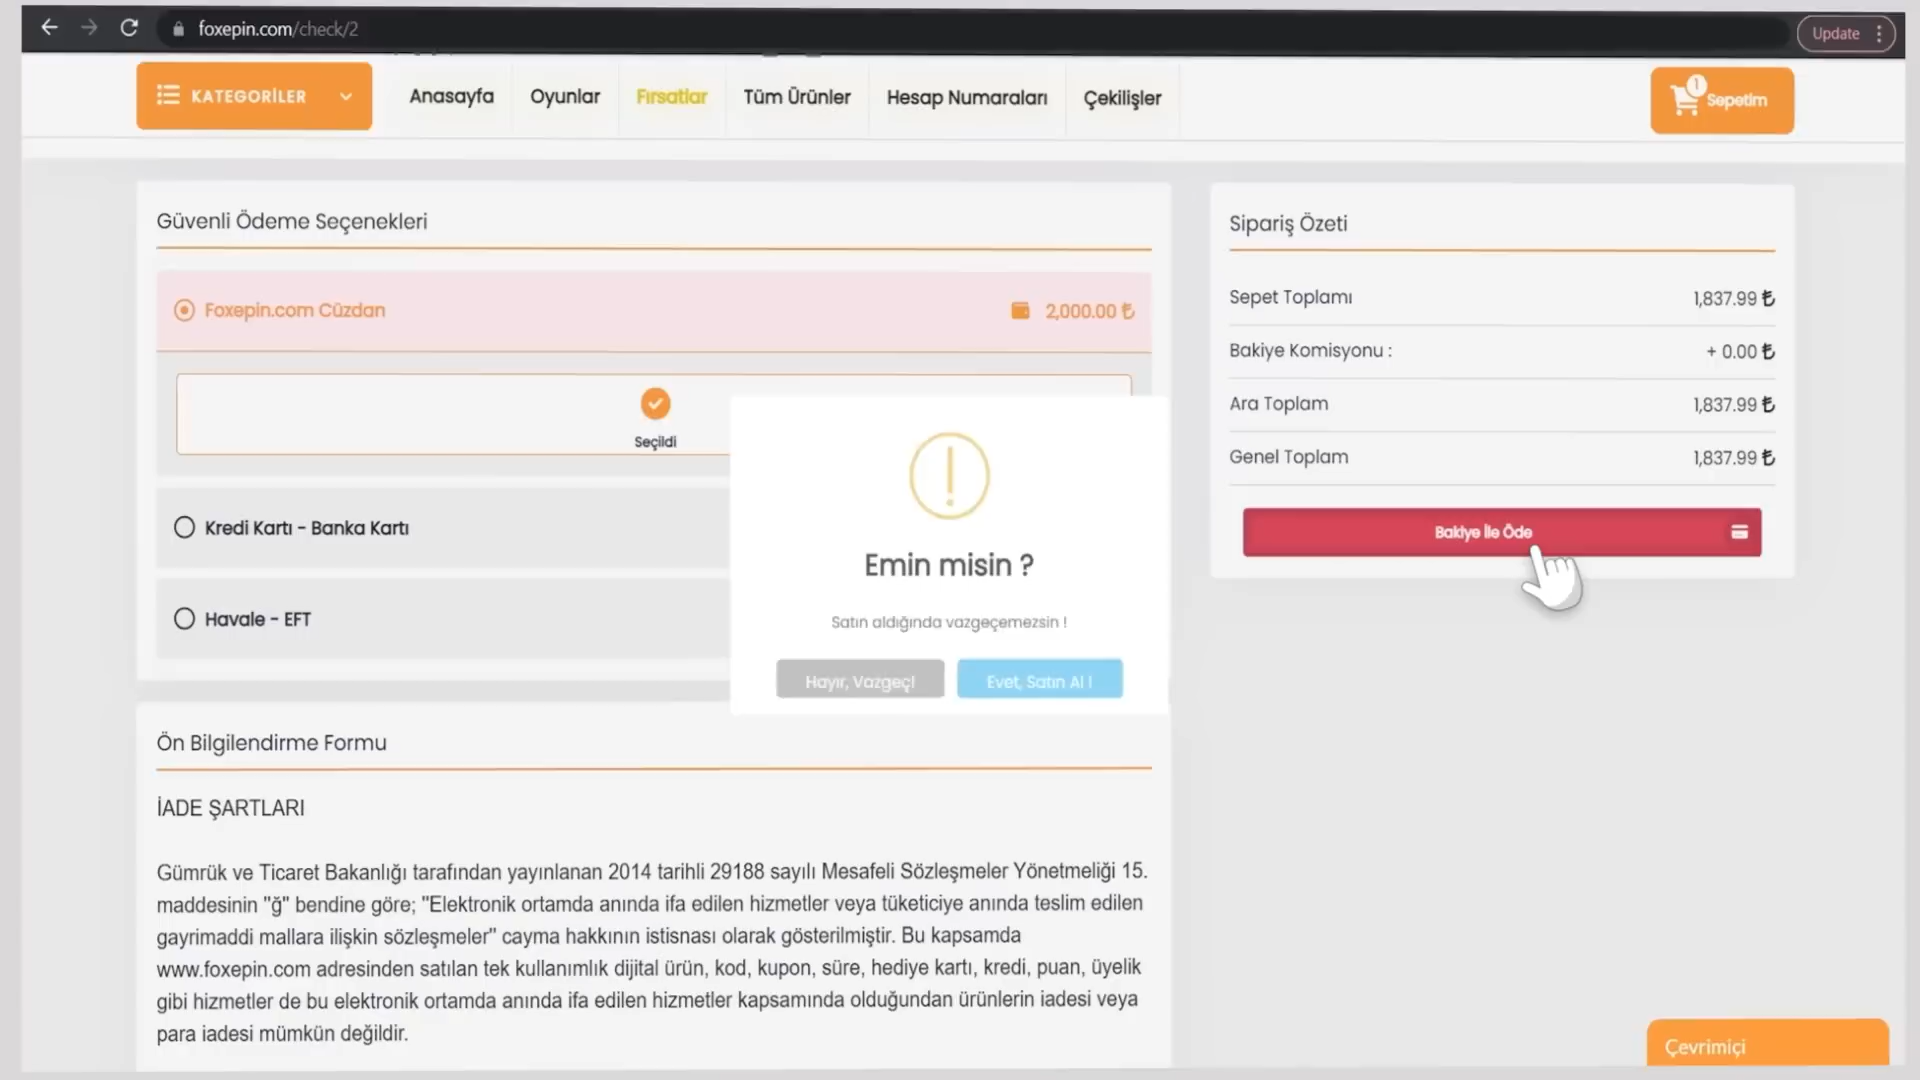 foxepin.com/check/2
Update
KATEGORİLER
Anasayfa
Oyunlar
Fırsatlar
Tüm Ürünler
Hesap Numaraları
Çekilişler
1
Sepetim
Güvenli Ödeme Seçenekleri
Foxepin.com Cüzdan
2,000.00 ₺
Seçildi
Kredi Kartı - Banka Kartı
Havale - EFT
Emin misin ?
Satın aldığında vazgeçemezsin !
Hayır, Vazgeç!
Evet, Satın Al !
Sipariş Özeti
Sepet Toplamı 1,837.99 ₺
Bakiye Komisyonu : + 0.00 ₺
Ara Toplam 1,837.99 ₺
Genel Toplam 1,837.99 ₺
Bakiye İle Öde
Ön Bilgilendirme Formu
İADE ŞARTLARI
Gümrük ve Ticaret Bakanlığı tarafından yayınlanan 2014 tarihli 29188 sayılı Mesafeli Sözleşmeler Yönetmeliği 15.
maddesinin "ğ" bendine göre; "Elektronik ortamda anında ifa edilen hizmetler veya tüketiciye anında teslim edilen
gayrimaddi mallara ilişkin sözleşmeler" cayma hakkının istisnası olarak gösterilmiştir. Bu kapsamda
www.foxepin.com adresinden satılan tek kullanımlık dijital ürün, kod, kupon, süre, hediye kartı, kredi, puan, üyelik
gibi hizmetler de bu elektronik ortamda anında ifa edilen hizmetler kapsamında olduğundan ürünlerin iadesi veya
para iadesi mümkün değildir.
Çevrimiçi